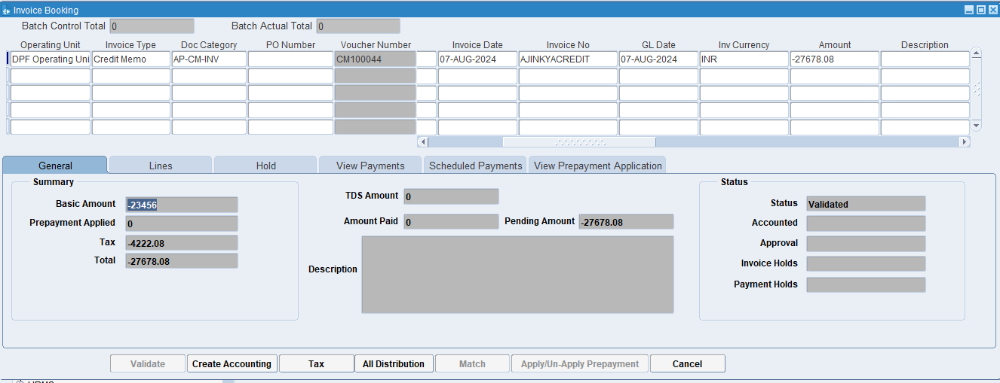 Invoice Booking
Batch Control Total 0 Batch Actual Total 0
Operating Unit Invoice Type Doc Category PO Number Voucher Number Invoice Date Invoice No GL Date Inv Currency Amount Description
DPF Operating Uni Credit Memo AP-CM-INV CM100044 07-AUG-2024 AJINKYACREDIT 07-AUG-2024 INR -27678.08
General Lines Hold View Payments Scheduled Payments View Prepayment Application
Summary
Basic Amount -23456
Prepayment Applied 0
Tax -4222.08
Total -27678.08
TDS Amount 0
Amount Paid 0 Pending Amount -27678.08
Description
Status
Status Validated
Accounted
Approval
Invoice Holds
Payment Holds
Validate Create Accounting Tax All Distribution Match Apply/Un-Apply Prepayment Cancel